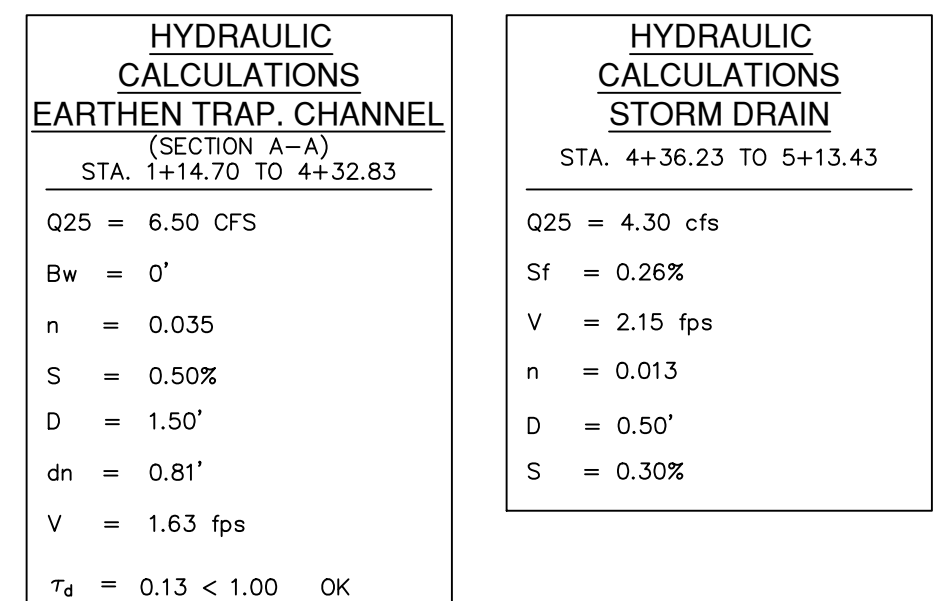 HYDRAULIC
CALCULATIONS
EARTHEN TRAP. CHANNEL
(SECTION A-A)
STA. 1+14.70 TO 4+32.83
Q25 = 6.50 CFS
Bw = 0'
n = 0.035
S = 0.50%
D = 1.50'
dn = 0.81'
V = 1.63 fps
τd = 0.13 < 1.00 OK
HYDRAULIC
CALCULATIONS
STORM DRAIN
STA. 4+36.23 TO 5+13.43
Q25 = 4.30 cfs
Sf = 0.26%
V = 2.15 fps
n = 0.013
D = 0.50'
S = 0.30%